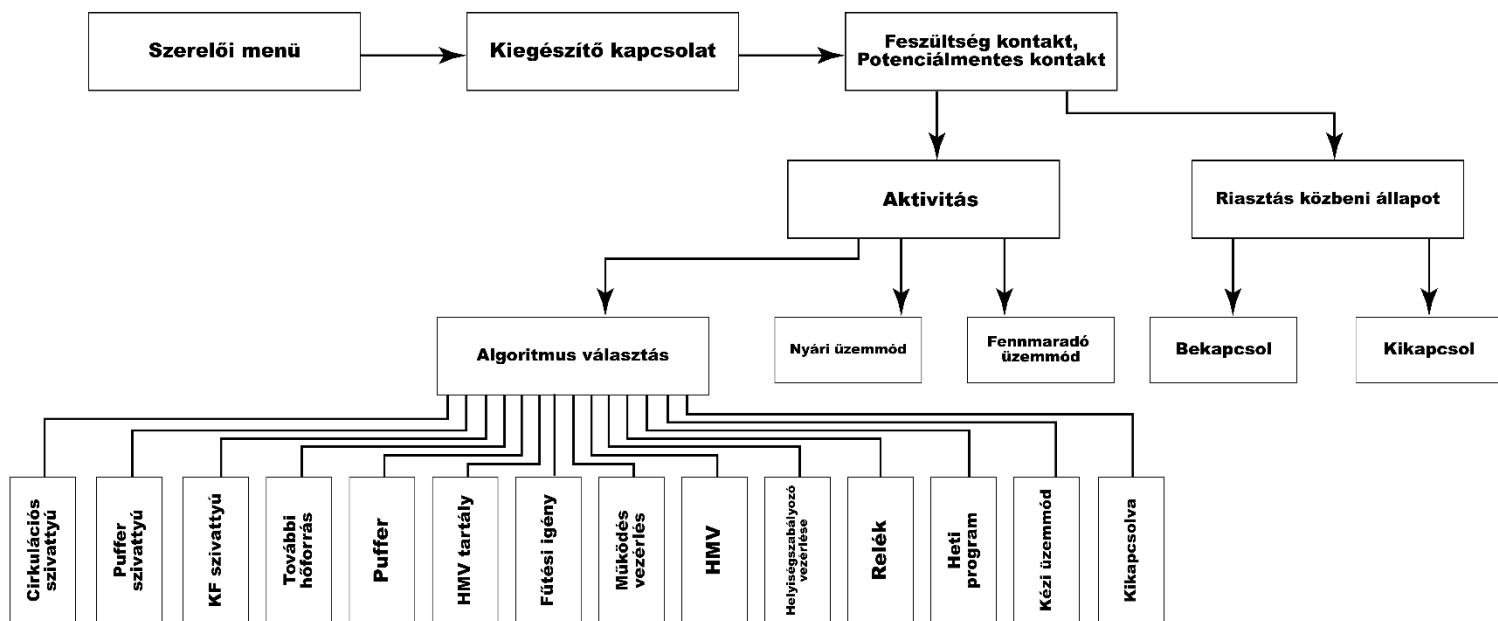 Szerelői menü
Kiegészítő kapcsolat
Feszültség kontakt,
Potenciálmentes kontakt
Aktivitás
Riasztás közbeni állapot
Algoritmus választás
Nyári üzemmód
Fennmaradó
üzemmód
Bekapcsol
Kikapcsol
Cirkulációs
szivattyú
Puffer
szivattyú
KF szivattyú
További
hőforrás
Puffer
HMV tartály
Fűtési igény
Működés
vezérlés
HMV
Helyiségszabályozó
vezérlése
Relék
Heti
program
Kézi üzemmód
Kikapcsolva